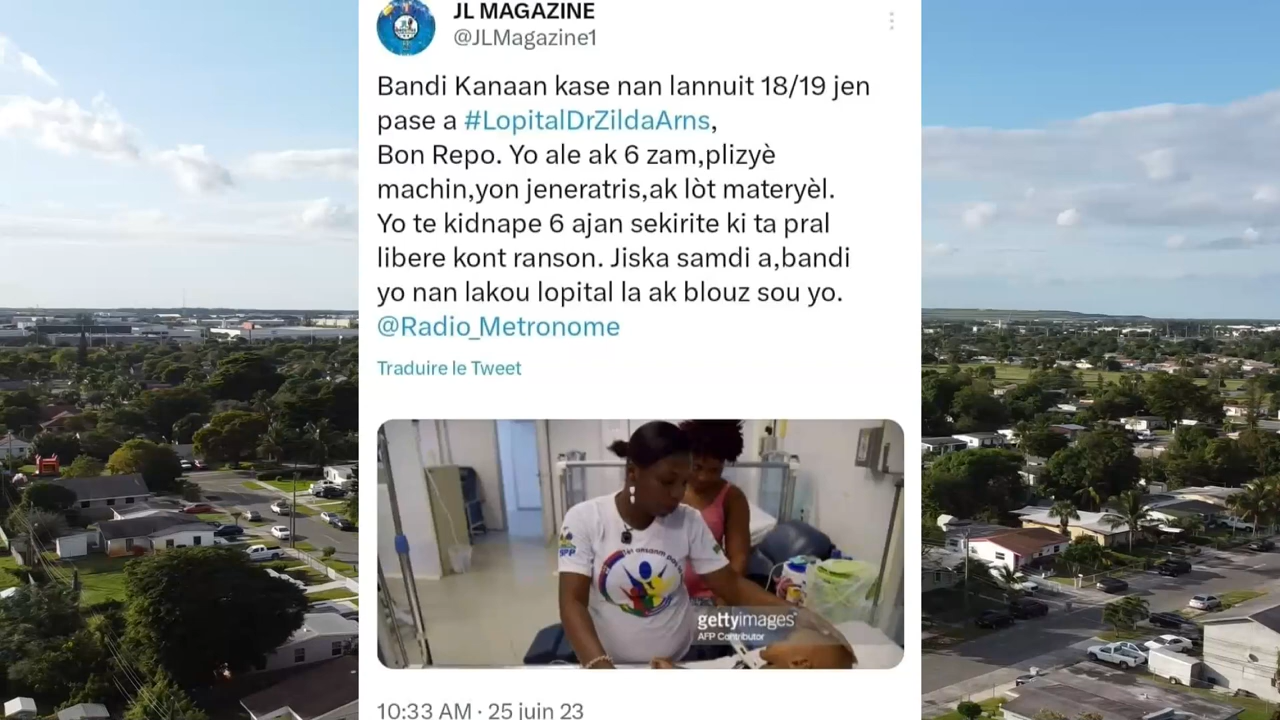 JL MAGAZINE
@JLMagazine1
Bandi Kanaan kase nan lannuit 18/19 jen
pase a #LopitalDrZildaArns,
Bon Repo. Yo ale ak 6 zam,plizyè
machin,yon jeneratris,ak lòt materyèl.
Yo te kidnape 6 ajan sekirite ki ta pral
libere kont ranson. Jiska samdi a,bandi
yo nan lakou lopital la ak blouz sou yo.
@Radio_Metronome
Traduire le Tweet
gettyimages
AFP Contributor
10:33 AM · 25 juin 23